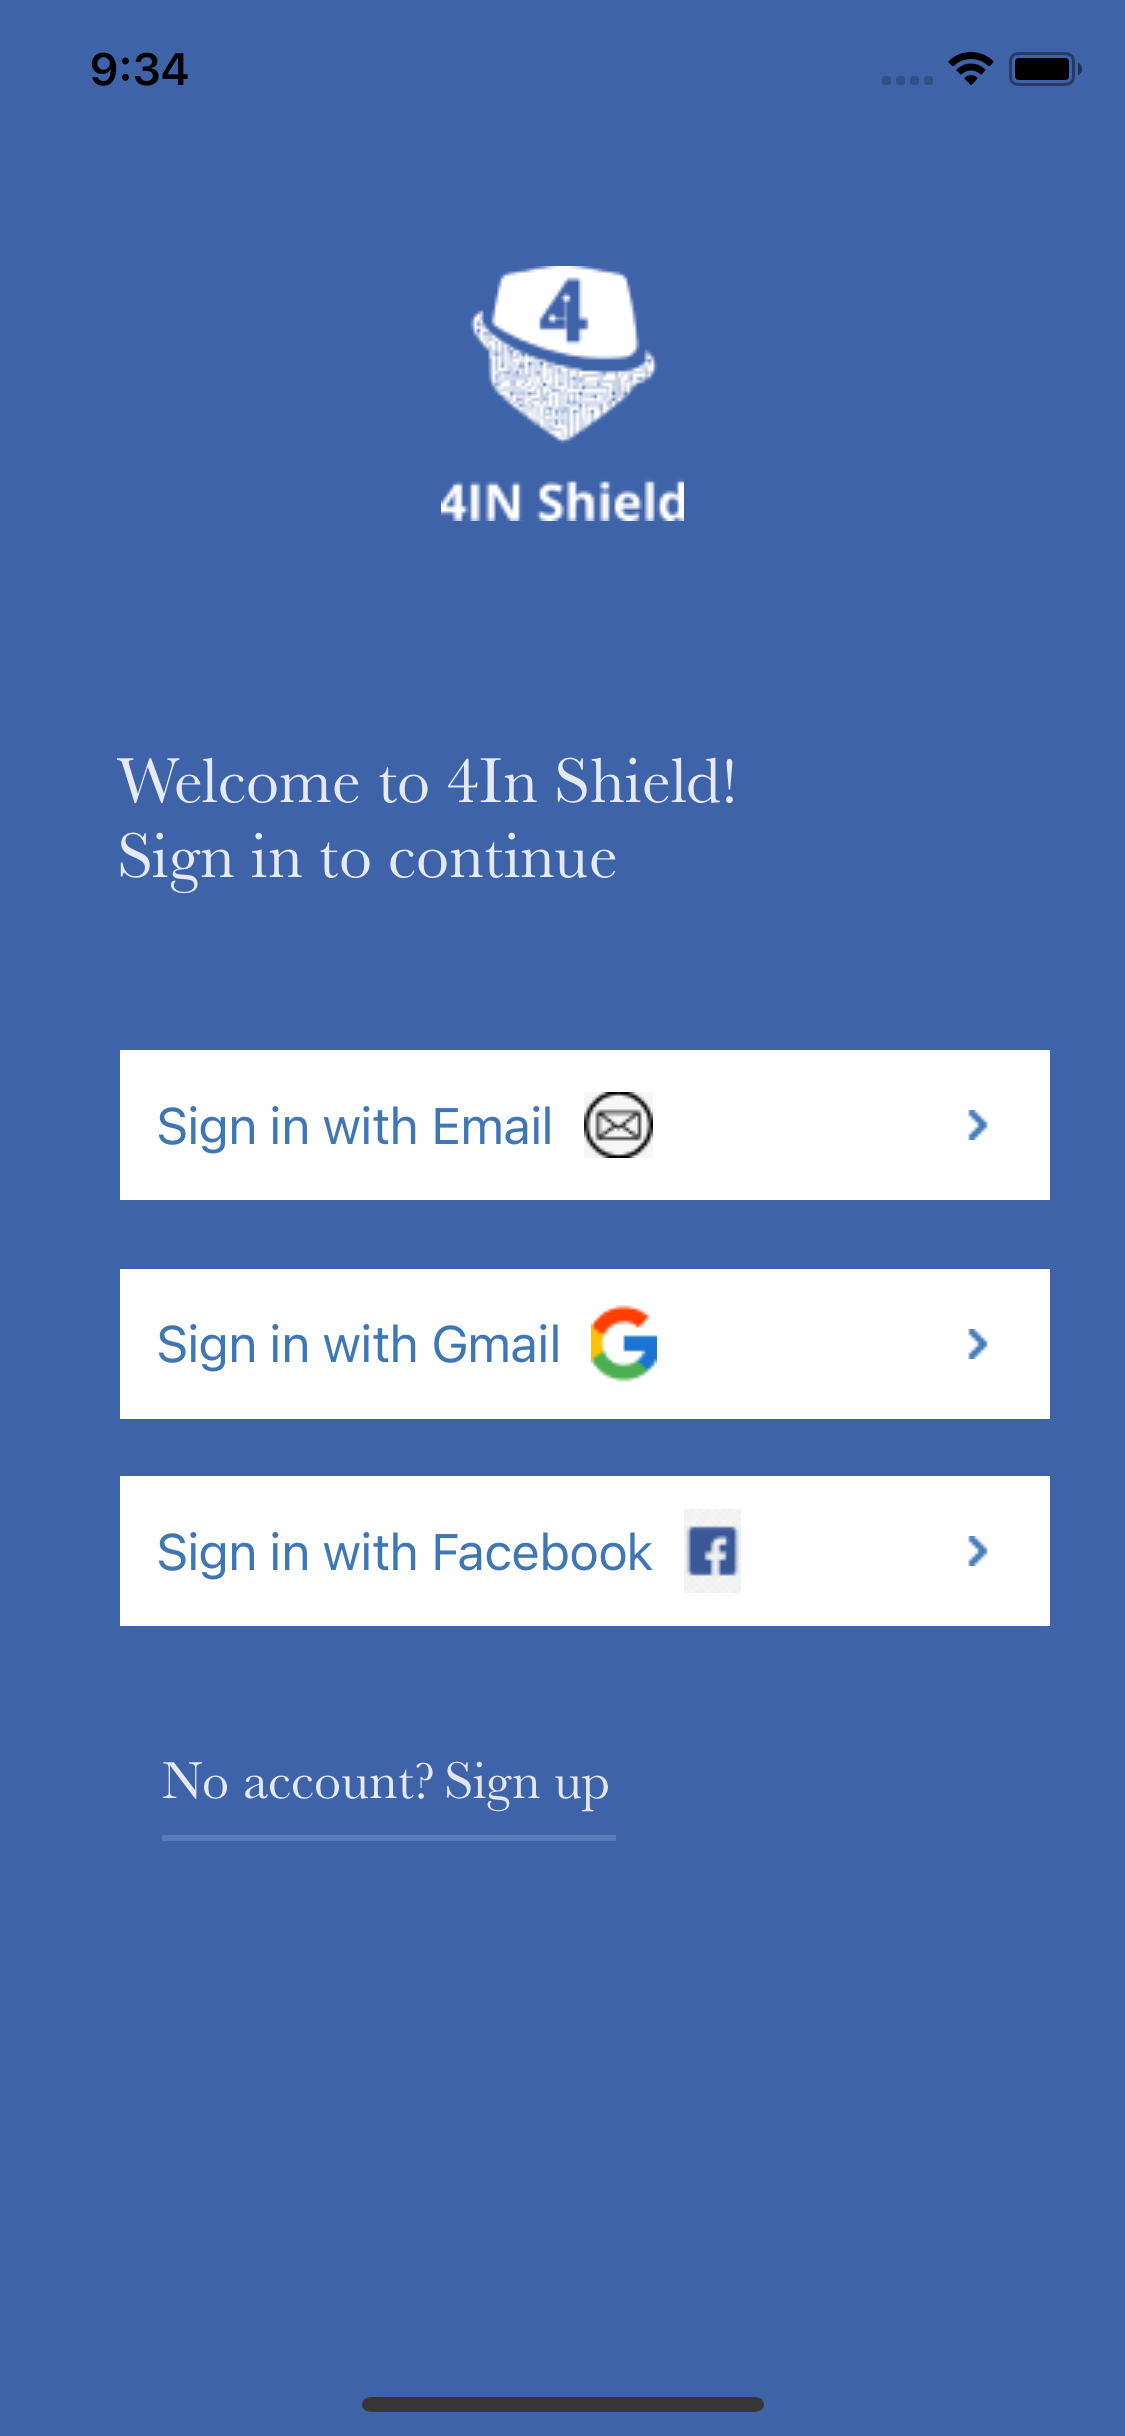 9:34
4
4IN Shield
Welcome to 4In Shield!
Sign in to continue
Sign in with Email
Sign in with Gmail
Sign in with Facebook
No account? Sign up